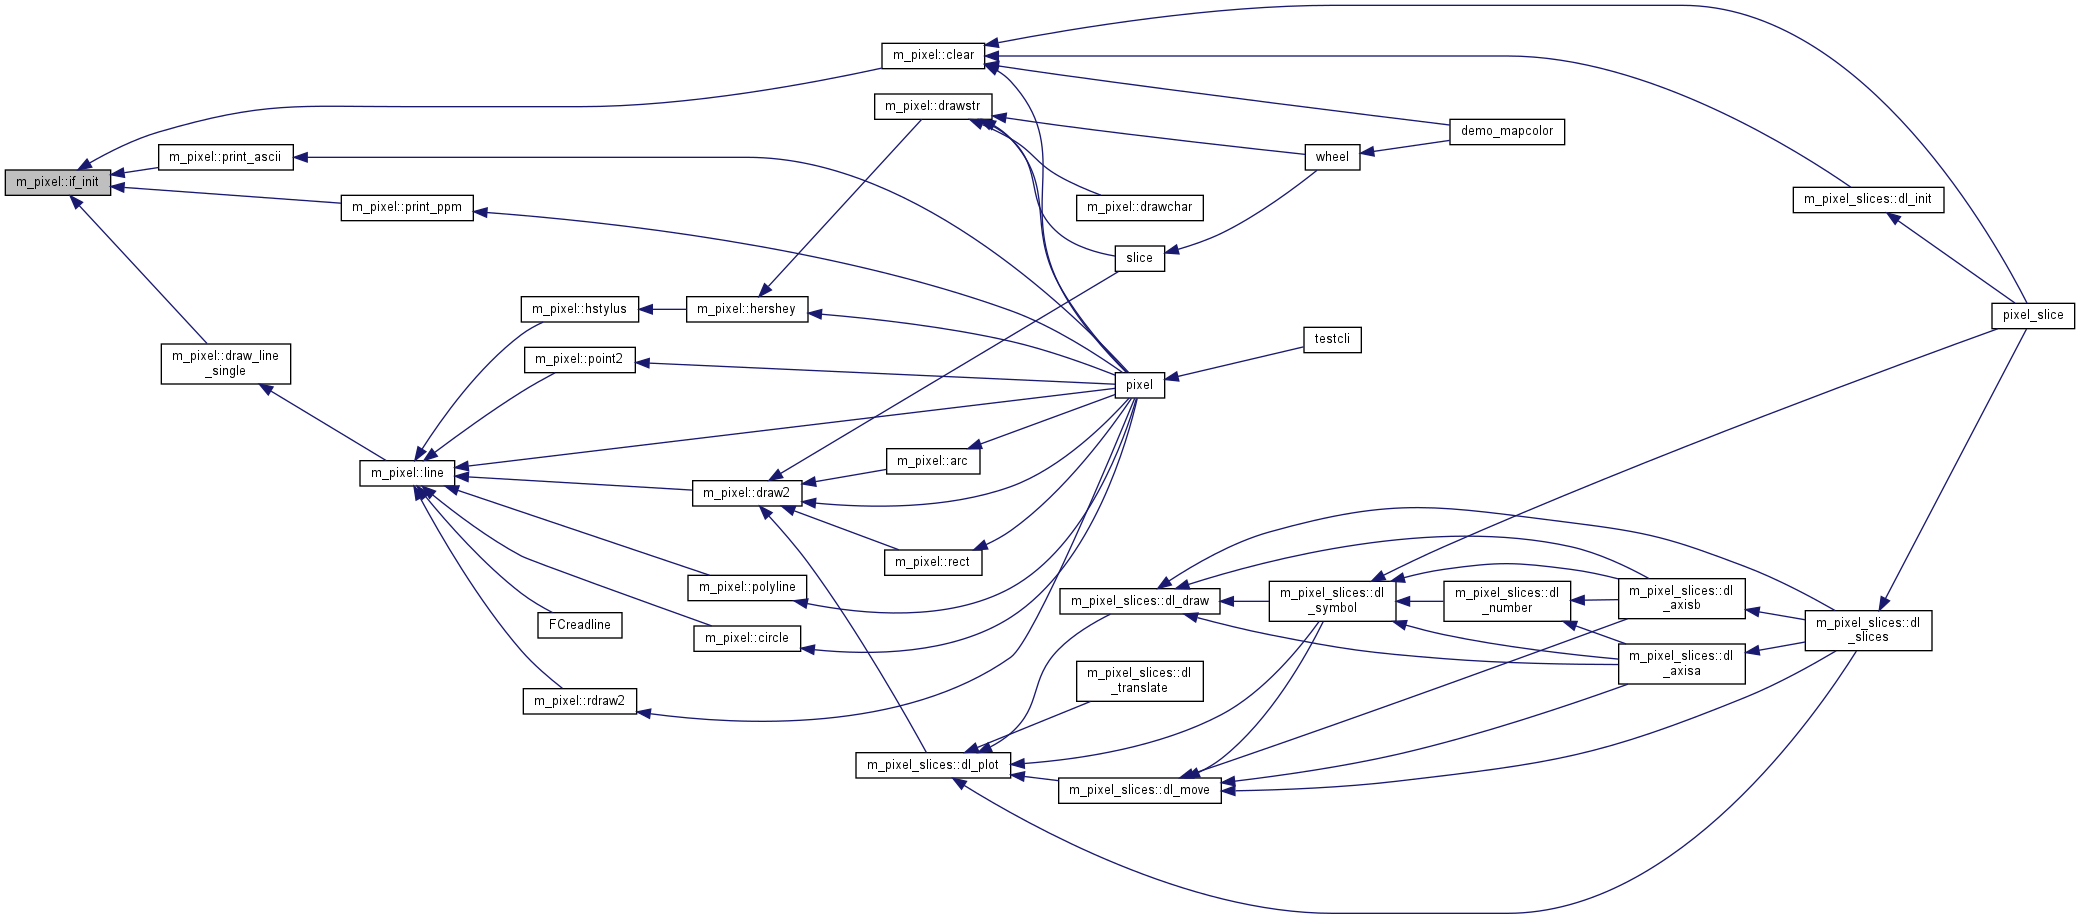 m_pixel::clear
m_pixel::drawstr
demo_mapcolor
m_pixel::print_ascii
wheel
m_pixel::if_init
m_pixel_slices::dl_init
m_pixel::print_ppm
m_pixel::drawchar
slice
m_pixel::hstylus
m_pixel::hershey
pixel_slice
testcli
m_pixel::point2
m_pixel::draw_line
_single
pixel
m_pixel::line
m_pixel::arc
m_pixel::draw2
m_pixel::rect
m_pixel::polyline
m_pixel_slices::dl_draw
m_pixel_slices::dl
_symbol
m_pixel_slices::dl
_number
m_pixel_slices::dl
_axisb
FCreadline
m_pixel::circle
m_pixel_slices::dl
_slices
m_pixel_slices::dl
_axisa
m_pixel_slices::dl
_translate
m_pixel::rdraw2
m_pixel_slices::dl_plot
m_pixel_slices::dl_move